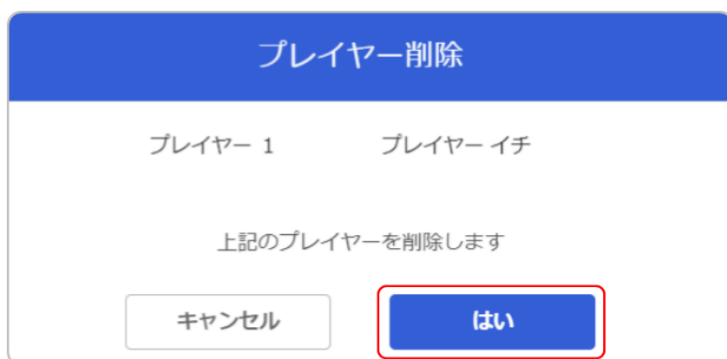 プレイヤー削除
プレイヤー 1 プレイヤー イチ
上記のプレイヤーを削除します
キャンセル はい